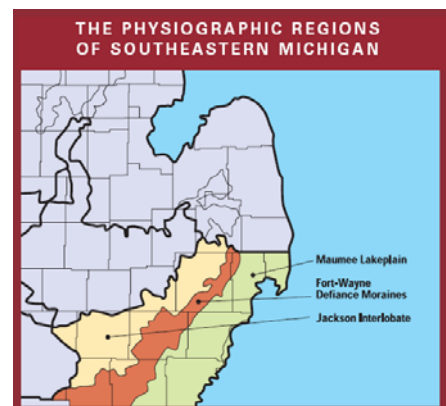 THE PHYSIOGRAPHIC REGIONS
OF SOUTHEASTERN MICHIGAN
Maumee Lakeplain
Fort-Wayne
Defiance Moraines
Jackson Interlobate